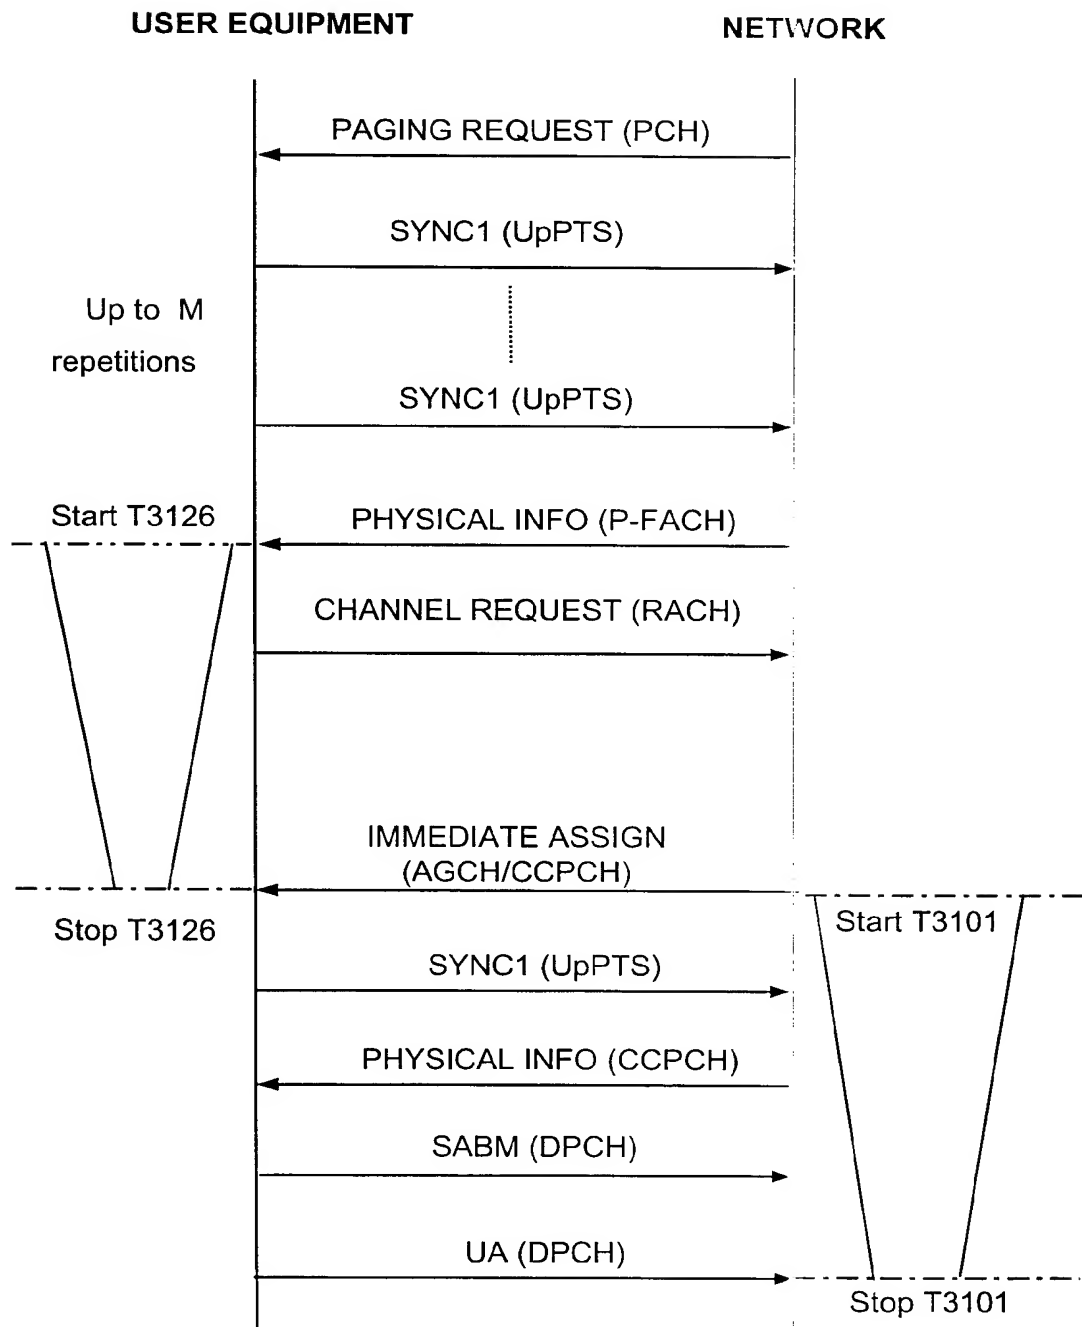 USER EQUIPMENT
NETWORK
PAGING REQUEST (PCH)
SYNC1 (UpPTS)
Up to M
repetitions
SYNC1 (UpPTS)
Start T3126
PHYSICAL INFO (P-FACH)
CHANNEL REQUEST (RACH)
IMMEDIATE ASSIGN
(AGCH/CCPCH)
Stop T3126
Start T3101
SYNC1 (UpPTS)
PHYSICAL INFO (CCPCH)
SABM (DPCH)
UA (DPCH)
Stop T3101